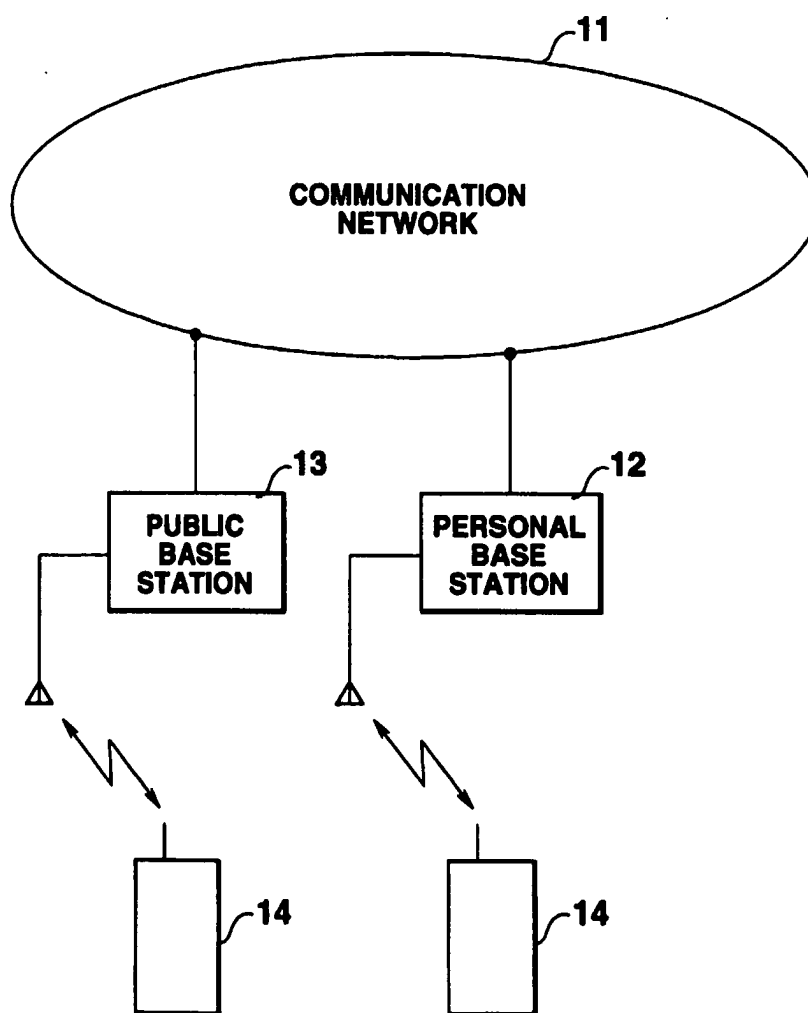 11
COMMUNICATION
NETWORK
13
PUBLIC
BASE
STATION
12
PERSONAL
BASE
STATION
14
14